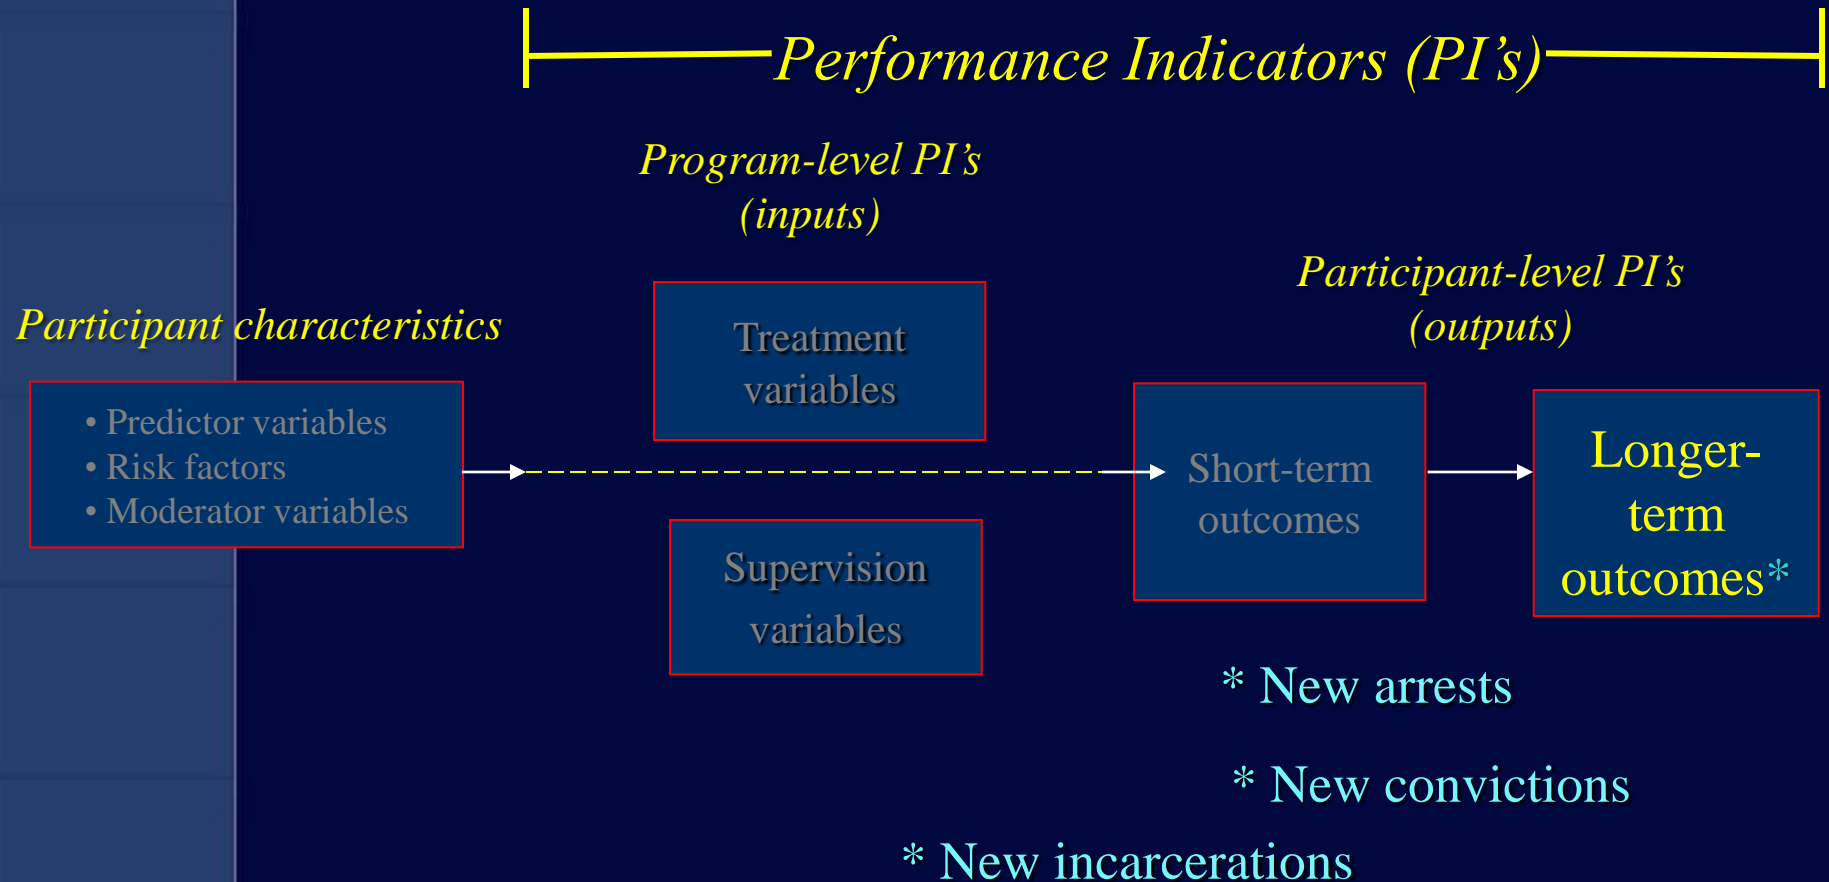 Performance Indicators (PI’s)
Program-level PI’s
(inputs)
Participant-level PI’s
(outputs)
Participant characteristics
• Predictor variables
• Risk factors
• Moderator variables
Treatment
variables
Supervision
variables
Short-term
outcomes
Longer-
term
outcomes*
* New arrests
* New convictions
* New incarcerations